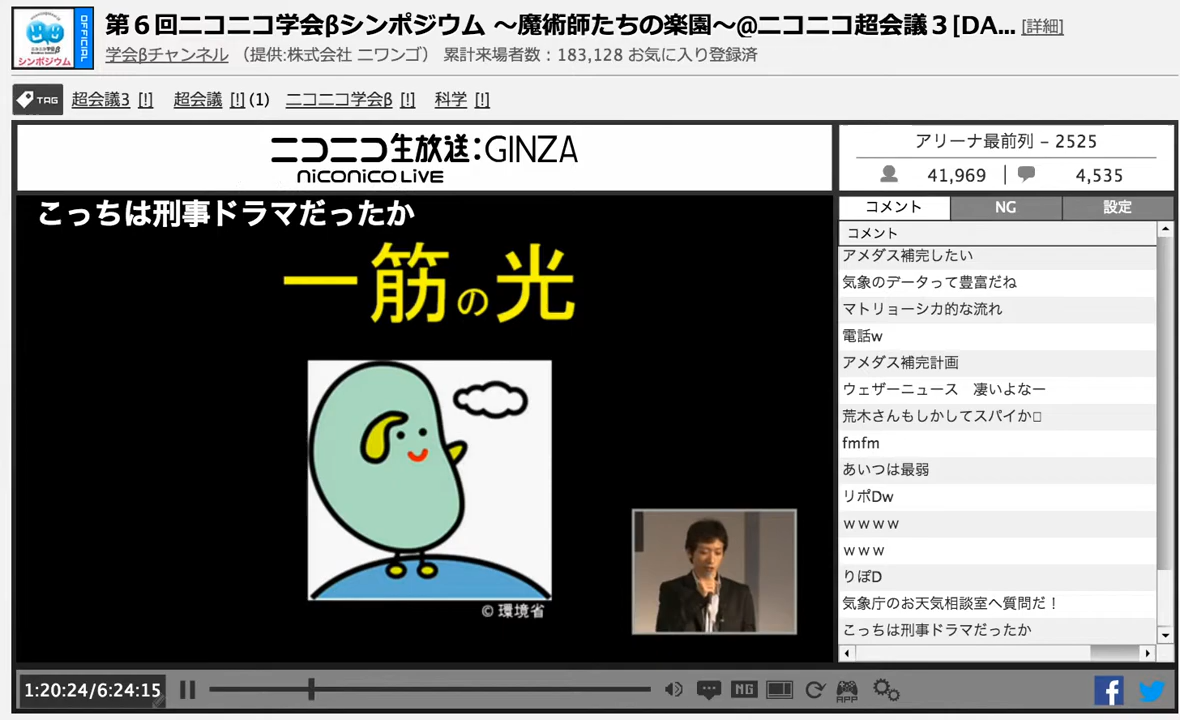 第６回ニコニコ学会βシンポジウム ～魔術師たちの楽園～@ニコニコ超会議３[DA... [詳細]
シンポジウム
OFFICIAL
学会βチャンネル （提供:株式会社 ニワンゴ） 累計来場者数：183,128 お気に入り登録済
TAG 超会議3 [!] 超会議 [!](1) ニコニコ学会β [!] 科学 [!]
ニコニコ生放送:GINZA
niconico Live
アリーナ最前列 − 2525
41,969 4,535
コメント NG 設定
コメント
アメダス補完したい
気象のデータって豊富だね
マトリョーシカ的な流れ
電話w
アメダス補完計画
ウェザーニュース　凄いよなー
荒木さんもしかしてスパイか
fmfm
あいつは最弱
リポDw
ｗｗｗｗ
ｗｗｗ
りぽD
気象庁のお天気相談室へ質問だ！
こっちは刑事ドラマだったか
こっちは刑事ドラマだったか
一筋の光
© 環境省
1:20:24/6:24:15
NG
APP